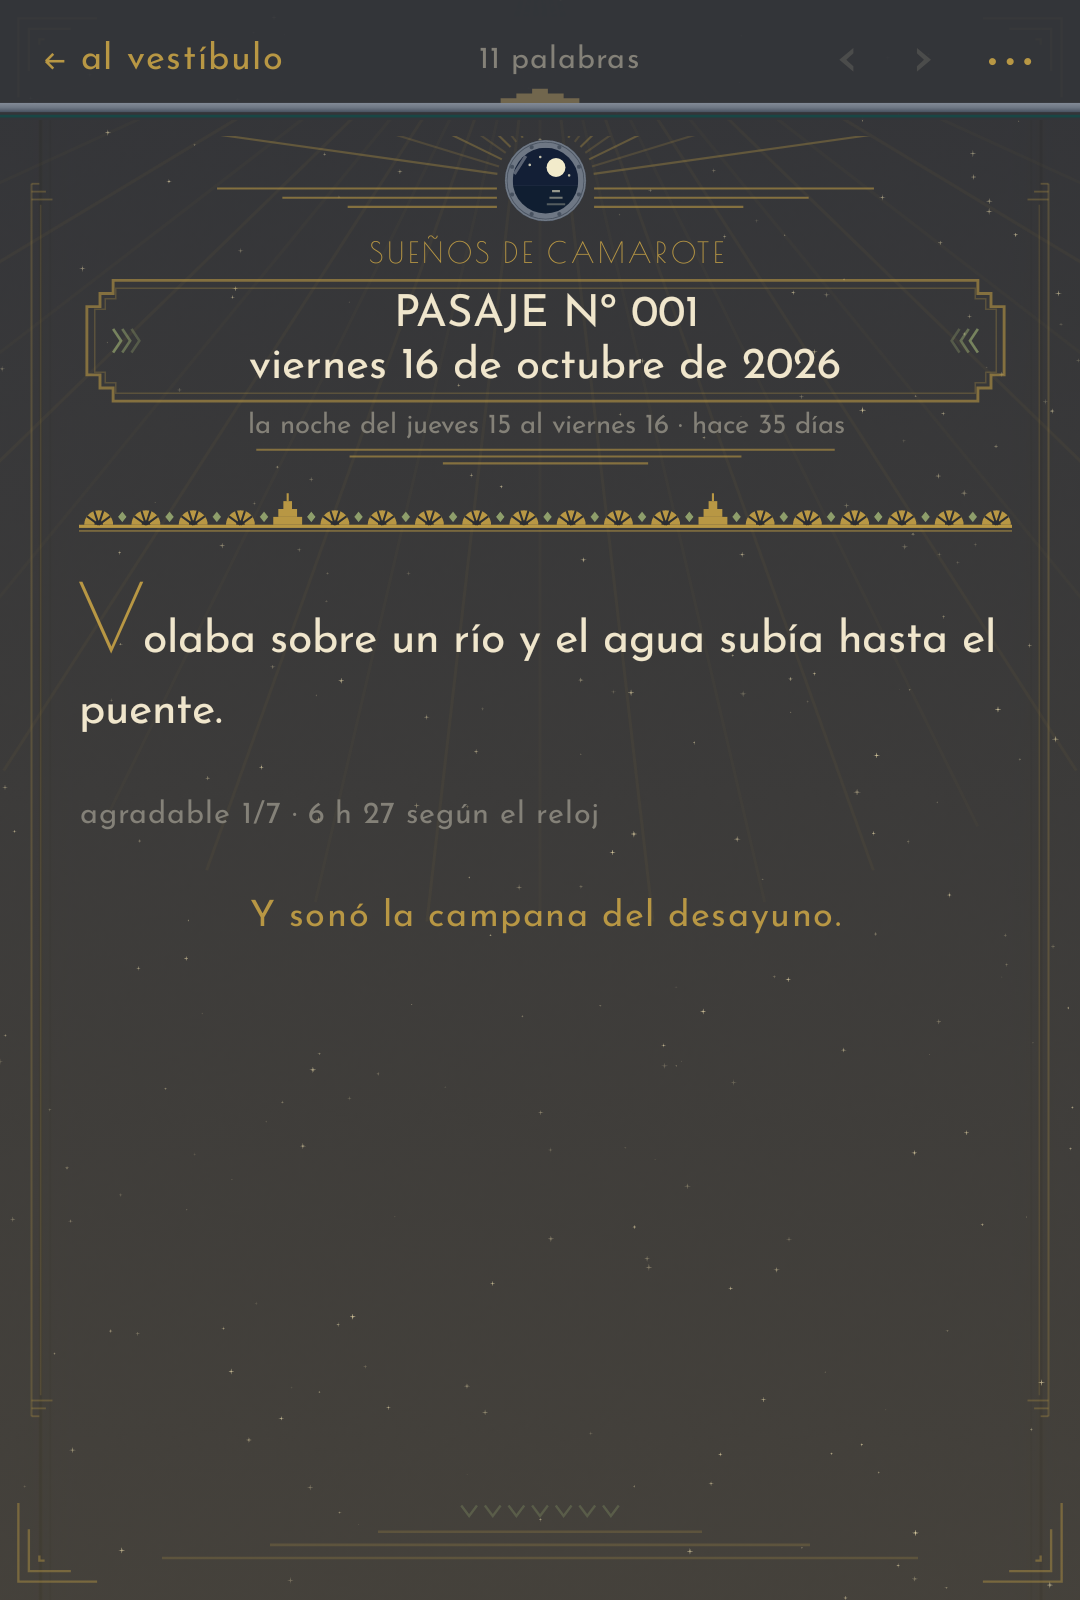 ← al vestíbulo
11 palabras
< > •••
SUEÑOS DE CAMAROTE
PASAJE Nº 001
viernes 16 de octubre de 2026
la noche del jueves 15 al viernes 16 · hace 35 días
Volaba sobre un río y el agua subía hasta el
puente.
agradable 1/7 · 6 h 27 según el reloj
Y sonó la campana del desayuno.